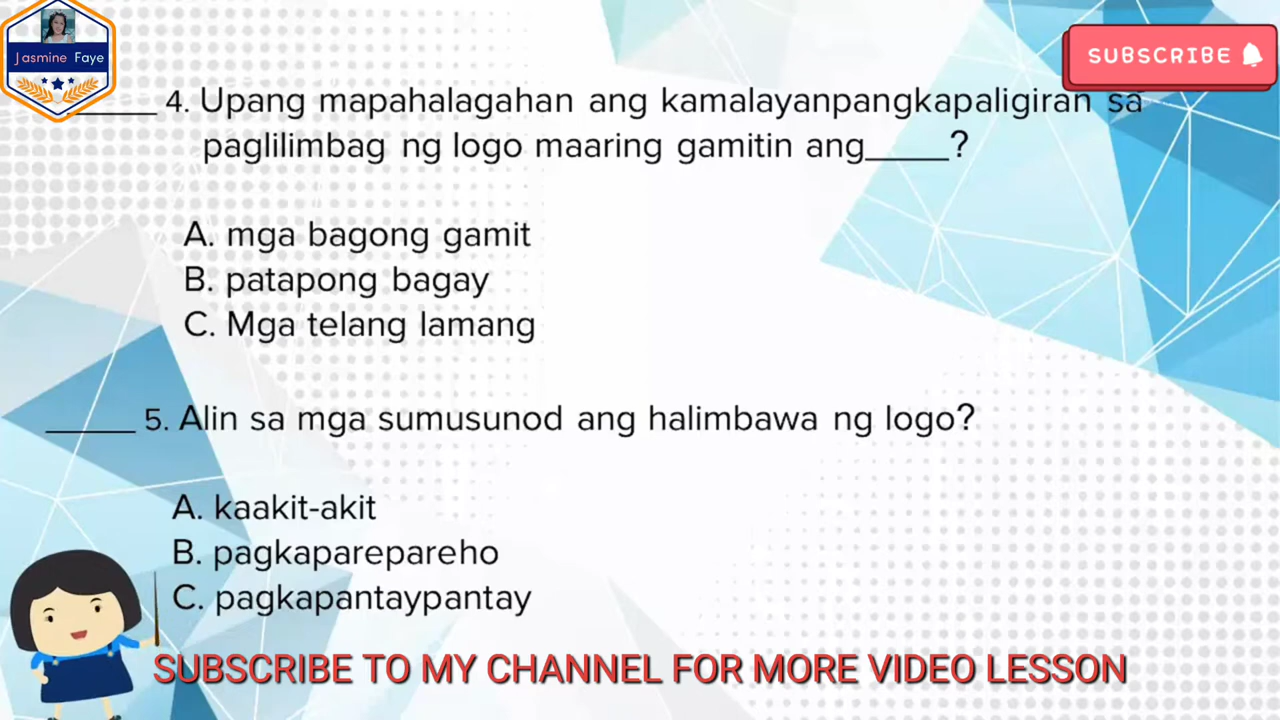 Jasmine Faye
SUBSCRIBE
_____ 4. Upang mapahalagahan ang kamalayanpangkapaligiran sa
paglilimbag ng logo maaring gamitin ang_____?
A. mga bagong gamit
B. patapong bagay
C. Mga telang lamang
_____ 5. Alin sa mga sumusunod ang halimbawa ng logo?
A. kaakit-akit
B. pagkaparepareho
C. pagkapantaypantay
SUBSCRIBE TO MY CHANNEL FOR MORE VIDEO LESSON